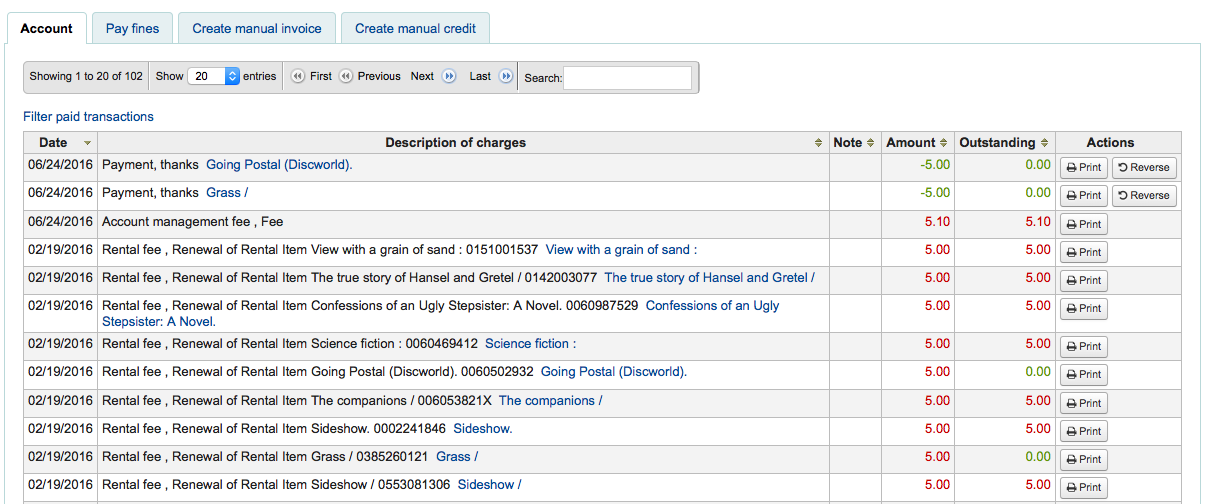 Account Pay fines Create manual invoice Create manual credit
Showing 1 to 20 of 102 Show 20 entries First Previous Next Last Search:
Filter paid transactions
Date Description of charges Note Amount Outstanding Actions
06/24/2016 Payment, thanks Going Postal (Discworld). -5.00 0.00 Print Reverse
06/24/2016 Payment, thanks Grass / -5.00 0.00 Print Reverse
06/24/2016 Account management fee , Fee 5.10 5.10 Print
02/19/2016 Rental fee , Renewal of Rental Item View with a grain of sand : 0151001537 View with a grain of sand : 5.00 5.00 Print
02/19/2016 Rental fee , Renewal of Rental Item The true story of Hansel and Gretel / 0142003077 The true story of Hansel and Gretel / 5.00 5.00 Print
02/19/2016 Rental fee , Renewal of Rental Item Confessions of an Ugly Stepsister: A Novel. 0060987529 Confessions of an Ugly 5.00 5.00 Print
Stepsister: A Novel.
02/19/2016 Rental fee , Renewal of Rental Item Science fiction : 0060469412 Science fiction : 5.00 5.00 Print
02/19/2016 Rental fee , Renewal of Rental Item Going Postal (Discworld). 0060502932 Going Postal (Discworld). 5.00 0.00 Print
02/19/2016 Rental fee , Renewal of Rental Item The companions / 006053821X The companions / 5.00 5.00 Print
02/19/2016 Rental fee , Renewal of Rental Item Sideshow. 0002241846 Sideshow. 5.00 5.00 Print
02/19/2016 Rental fee , Renewal of Rental Item Grass / 0385260121 Grass / 5.00 0.00 Print
02/19/2016 Rental fee , Renewal of Rental Item Sideshow / 0553081306 Sideshow / 5.00 5.00 Print